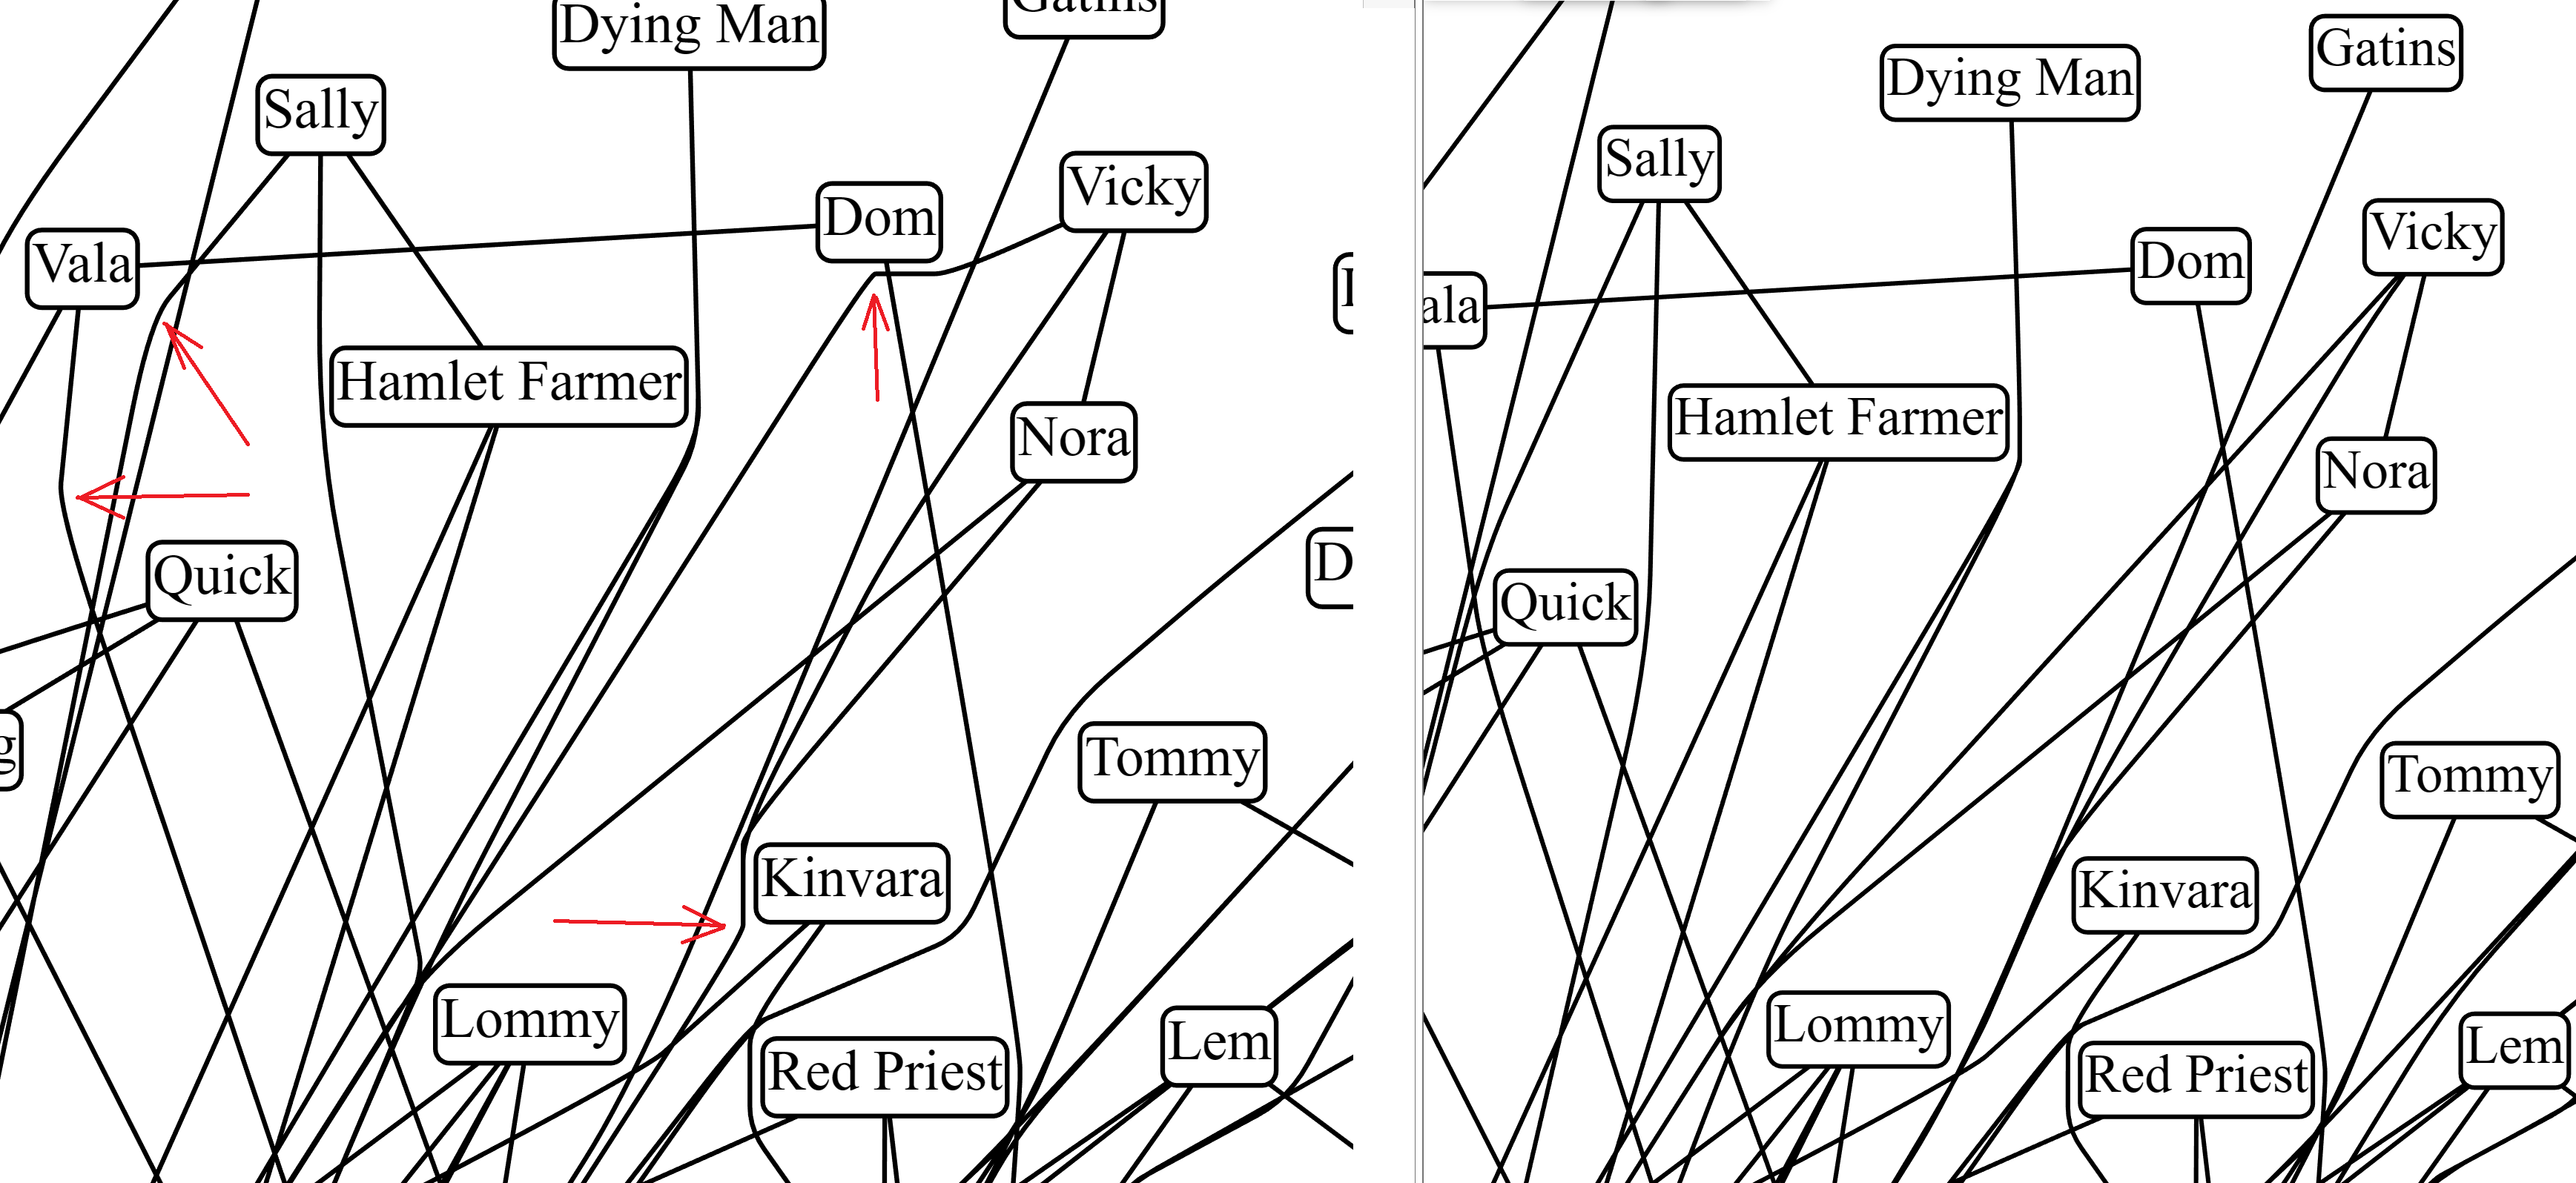 Dying Man
Gatins
Sally
Vicky
Dom
Vala
Hamlet Farmer
Nora
Quick
D
g
Tommy
Kinvara
Lommy
Lem
Red Priest
Gatins
Dying Man
Sally
Vicky
Dom
ala
Hamlet Farmer
Nora
Quick
Tommy
Kinvara
Lommy
Lem
Red Priest